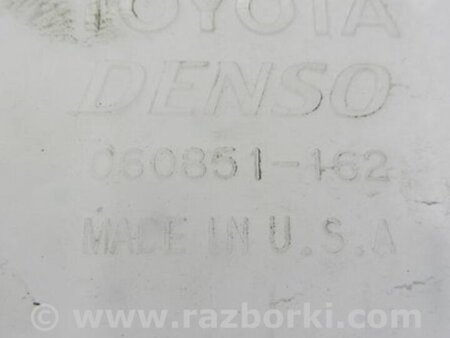 TOYOTA
DENSO
060851-162
MADE IN U.S.A
© www.razborki.com